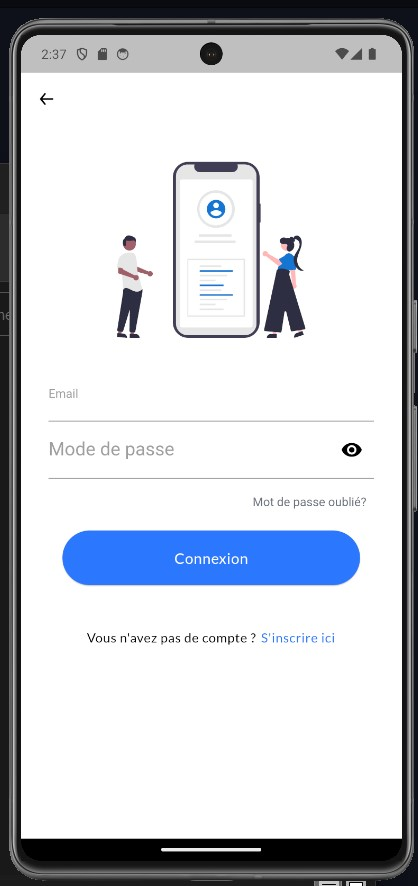 2:37
Email
Mode de passe
Mot de passe oublié?
Connexion
Vous n'avez pas de compte ? S'inscrire ici